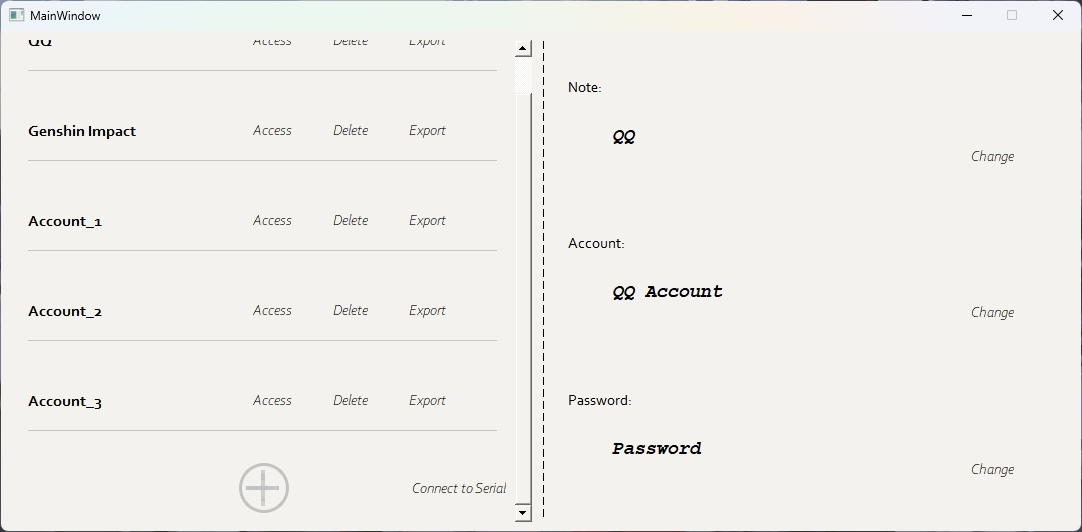 MainWindow
QQ Access Delete Export
Genshin Impact Access Delete Export
Account_1 Access Delete Export
Account_2 Access Delete Export
Account_3 Access Delete Export
Connect to Serial
Note:
QQ
Change
Account:
QQ Account
Change
Password:
Password
Change